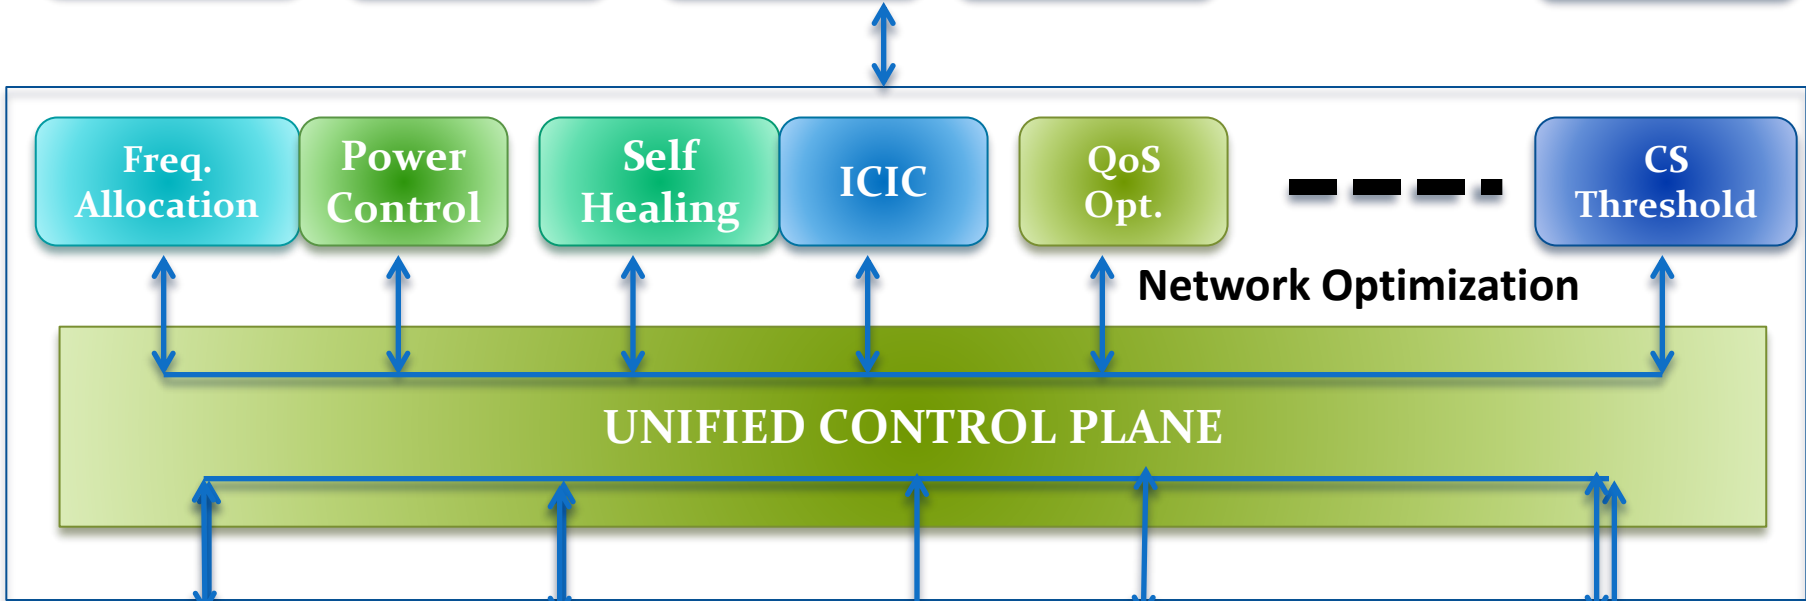 Freq.
Allocation
Power
Control
Self
Healing
ICIC
QoS
Opt.
CS
Threshold
Network Optimization
UNIFIED CONTROL PLANE